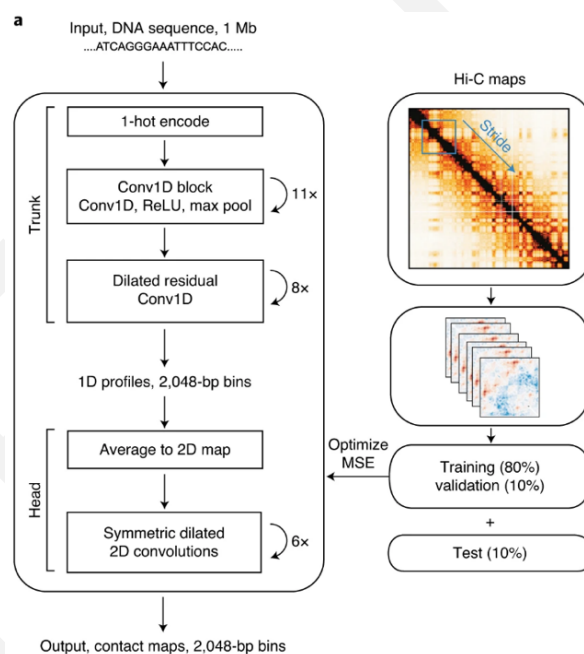 a
Input, DNA sequence, 1 Mb
....ATCAGGGAAATTTCCAC.....
Trunk
1-hot encode
Conv1D block
Conv1D, ReLU, max pool
11×
Dilated residual
Conv1D
8×
1D profiles, 2,048-bp bins
Head
Average to 2D map
Symmetric dilated
2D convolutions
6×
Output, contact maps, 2,048-bp bins
Hi-C maps
Stride
Optimize
MSE
Training (80%)
validation (10%)
+
Test (10%)